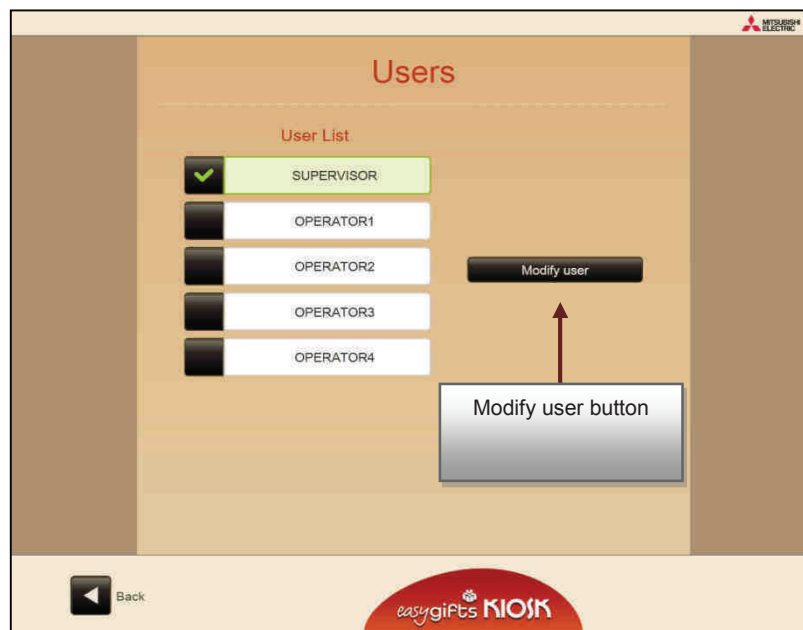 MITSUBISHI
ELECTRIC
Users
User List
SUPERVISOR
OPERATOR1
OPERATOR2
Modify user
OPERATOR3
OPERATOR4
Modify user button
Back
easygifts KIOSK